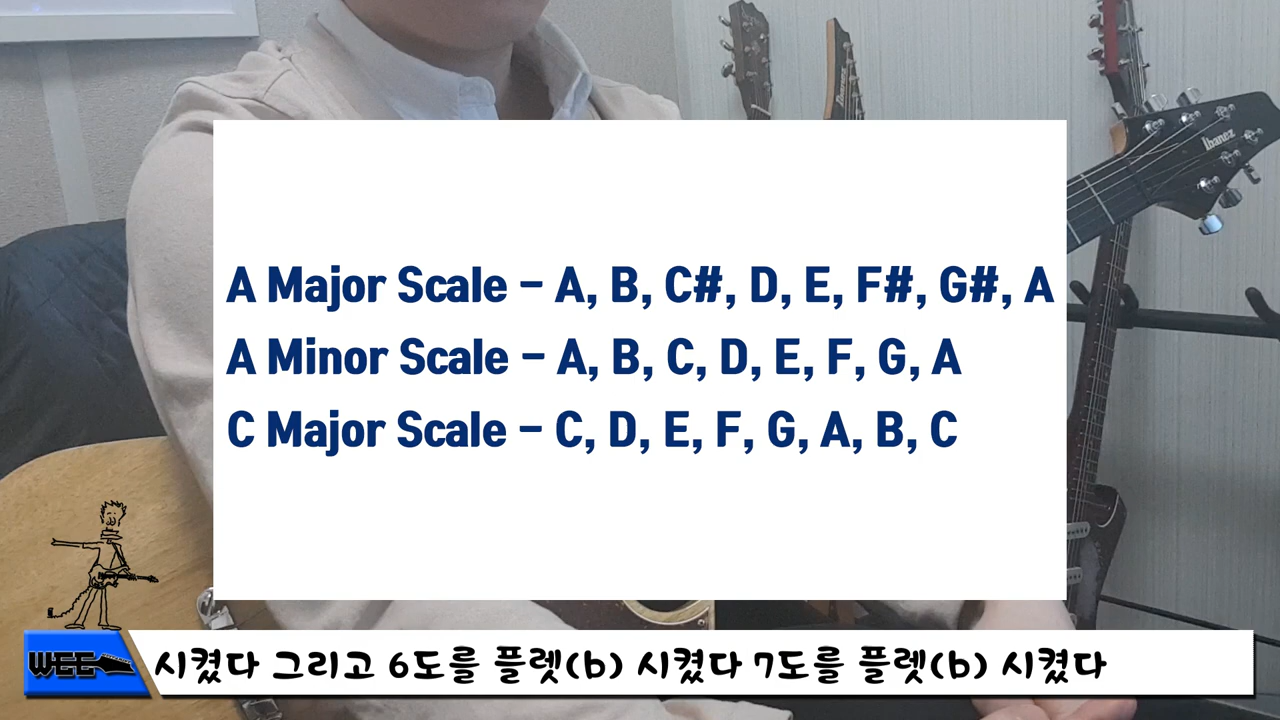 Ibanez
A Major Scale – A, B, C#, D, E, F#, G#, A
A Minor Scale – A, B, C, D, E, F, G, A
C Major Scale – C, D, E, F, G, A, B, C
WEE
시켰다 그리고 6도를 플렛(b) 시켰다 7도를 플렛(b) 시켰다